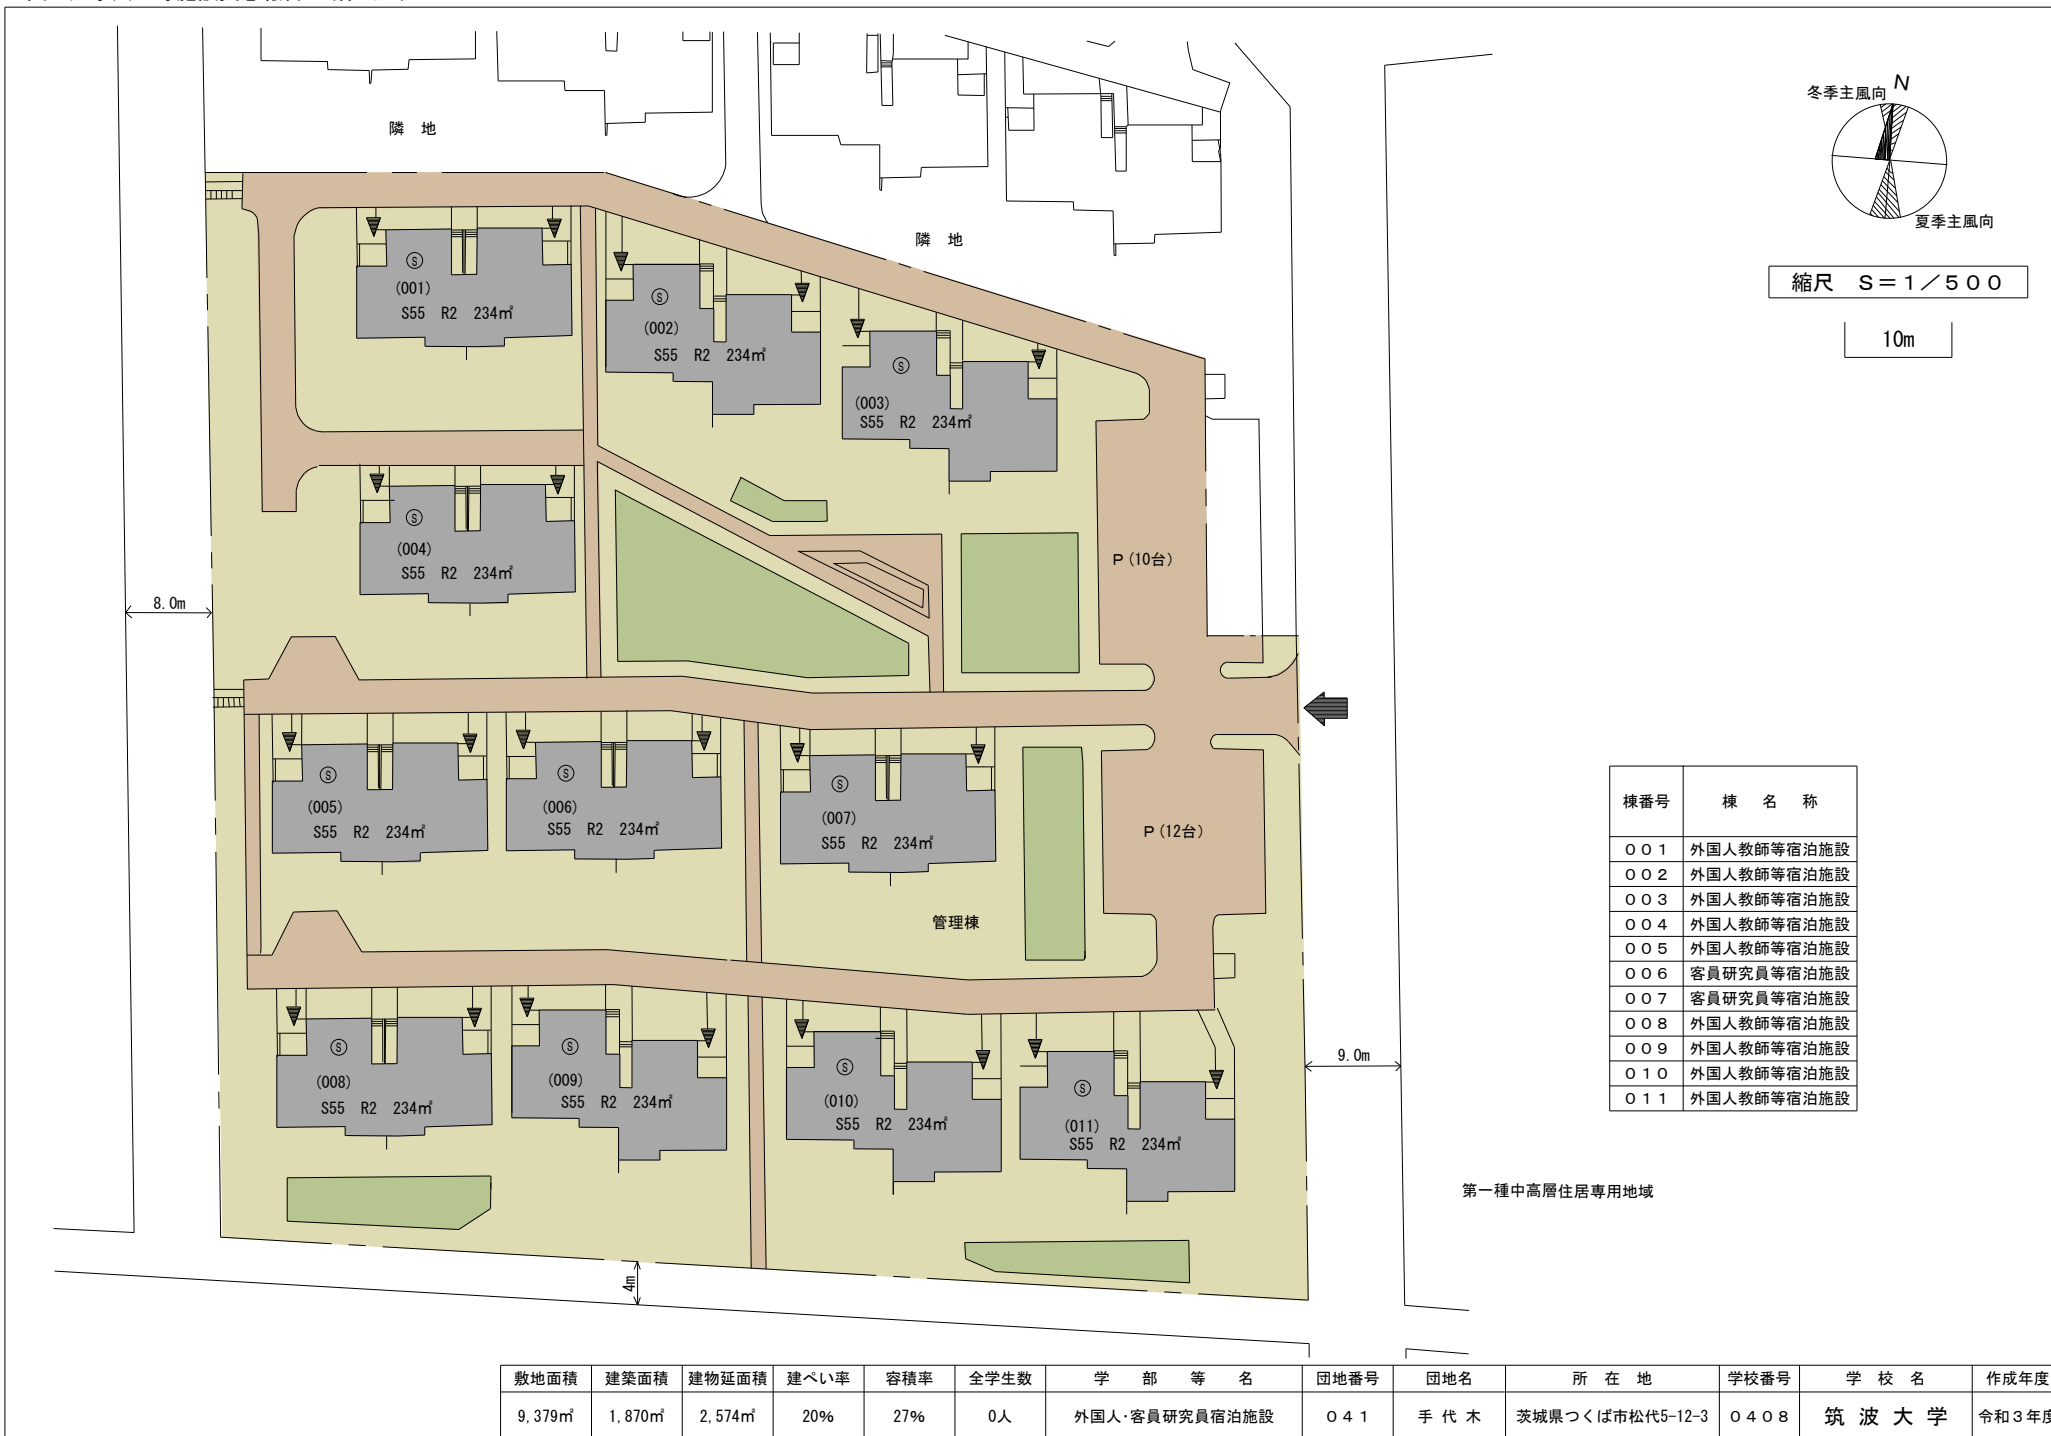 隣 地
隣 地
冬季主風向 N
夏季主風向
縮尺 S＝1／500
10m
Ⓢ
(001)
S55 R2 234㎡
Ⓢ
(002)
S55 R2 234㎡
Ⓢ
(003)
S55 R2 234㎡
Ⓢ
(004)
S55 R2 234㎡
P(10台)
8.0m
Ⓢ
(005)
S55 R2 234㎡
Ⓢ
(006)
S55 R2 234㎡
Ⓢ
(007)
S55 R2 234㎡
P(12台)
管理棟
Ⓢ
(008)
S55 R2 234㎡
Ⓢ
(009)
S55 R2 234㎡
Ⓢ
(010)
S55 R2 234㎡
Ⓢ
(011)
S55 R2 234㎡
9.0m
4m
棟番号 棟 名 称
001 外国人教師等宿泊施設
002 外国人教師等宿泊施設
003 外国人教師等宿泊施設
004 外国人教師等宿泊施設
005 外国人教師等宿泊施設
006 客員研究員等宿泊施設
007 客員研究員等宿泊施設
008 外国人教師等宿泊施設
009 外国人教師等宿泊施設
010 外国人教師等宿泊施設
011 外国人教師等宿泊施設
第一種中高層住居専用地域
敷地面積 建築面積 建物延面積 建ぺい率 容積率 全学生数 学 部 等 名 団地番号 団地名 所 在 地 学校番号 学 校 名 作成年度
9,379㎡ 1,870㎡ 2,574㎡ 20% 27% 0人 外国人･客員研究員宿泊施設 041 手 代 木 茨城県つくば市松代5-12-3 0408 筑 波 大 学 令和3年度